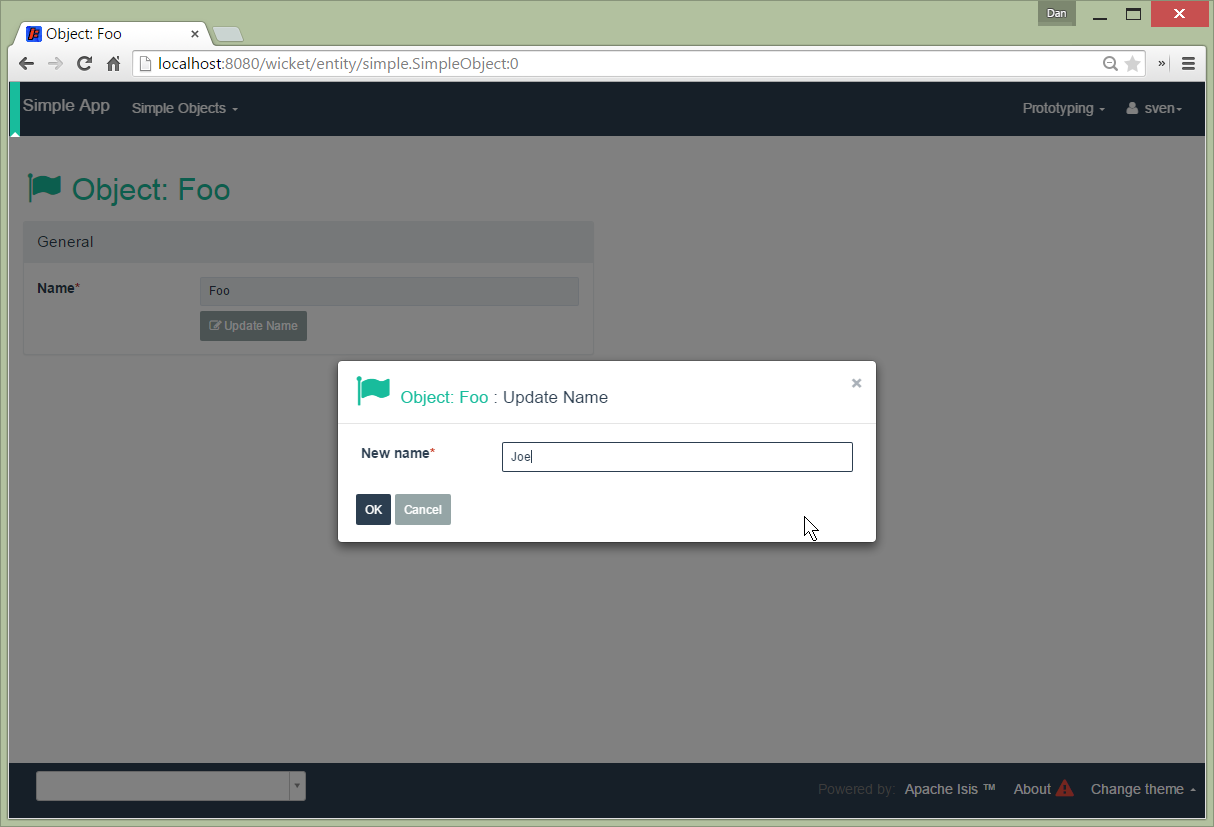 Dan
Object: Foo
localhost:8080/wicket/entity/simple.SimpleObject:0
Simple App Simple Objects Prototyping sven
Object: Foo
General
Name* Foo
Update Name
Object: Foo : Update Name
New name* Joe
OK Cancel
Powered by: Apache Isis ™ About Change theme